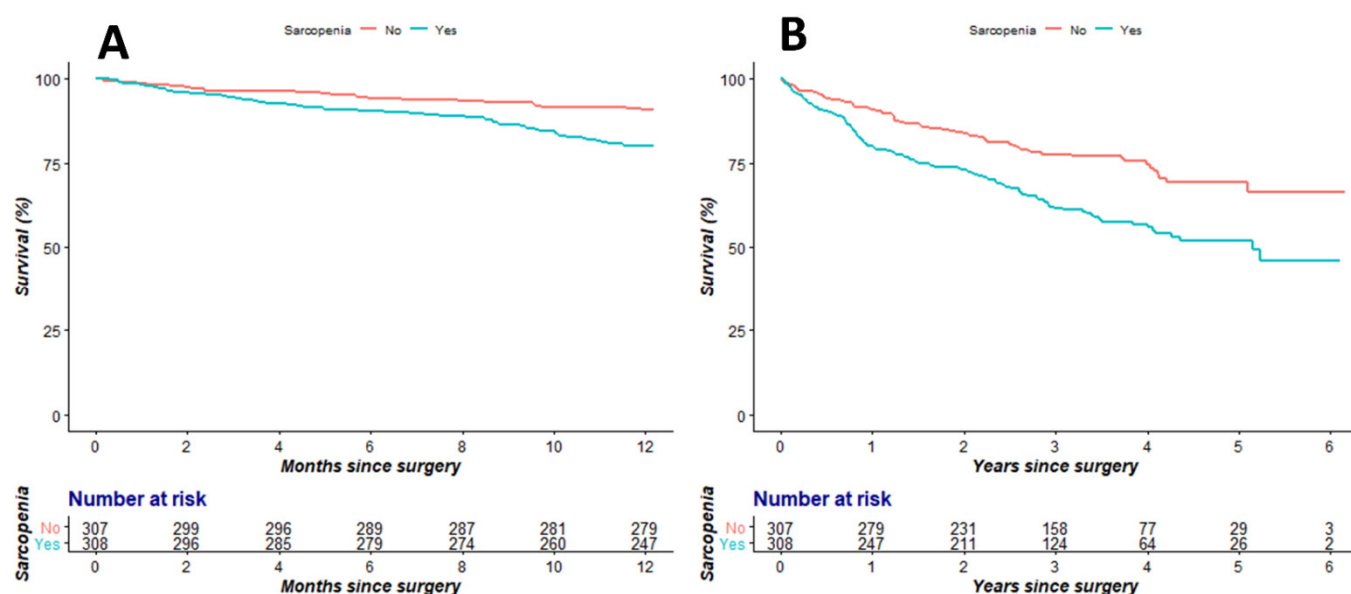 A
Sarcopenia No Yes
100
75
50
25
0
Survival (%)
0 2 4 6 8 10 12
Months since surgery
Number at risk
Sarcopenia
No 307 299 296 289 287 281 279
Yes 308 296 285 279 274 260 247
0 2 4 6 8 10 12
Months since surgery
B
Sarcopenia No Yes
100
75
50
25
0
Survival (%)
0 1 2 3 4 5 6
Years since surgery
Number at risk
Sarcopenia
No 307 279 231 158 77 29 3
Yes 308 247 211 124 64 26 2
0 1 2 3 4 5 6
Years since surgery